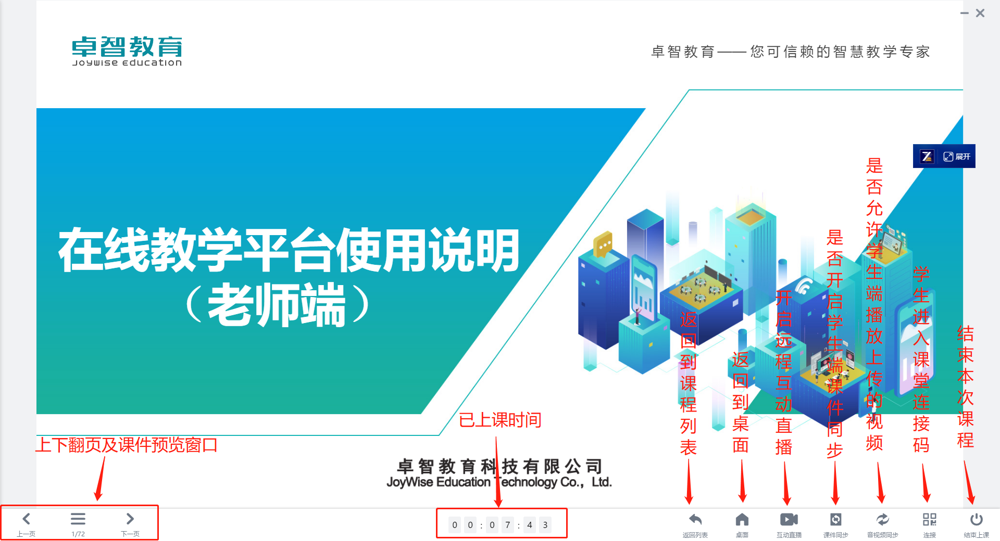 卓智教育
Joywise Education
卓智教育——您可信赖的智慧教学专家
展开
在线教学平台使用说明
（老师端）
上下翻页及课件预览窗口
已上课时间
返回到课程列表
返回到桌面
开启远程互动直播
是否开启学生端课件同步
是否允许学生端播放上传的视频
学生进入课堂连接码
结束本次课程
卓智教育科技有限公司
JoyWise Education Technology Co.，Ltd.
上一页
1/72
下一页
00:07:43
返回列表
桌面
互动直播
课件同步
音视频同步
连接
结束上课